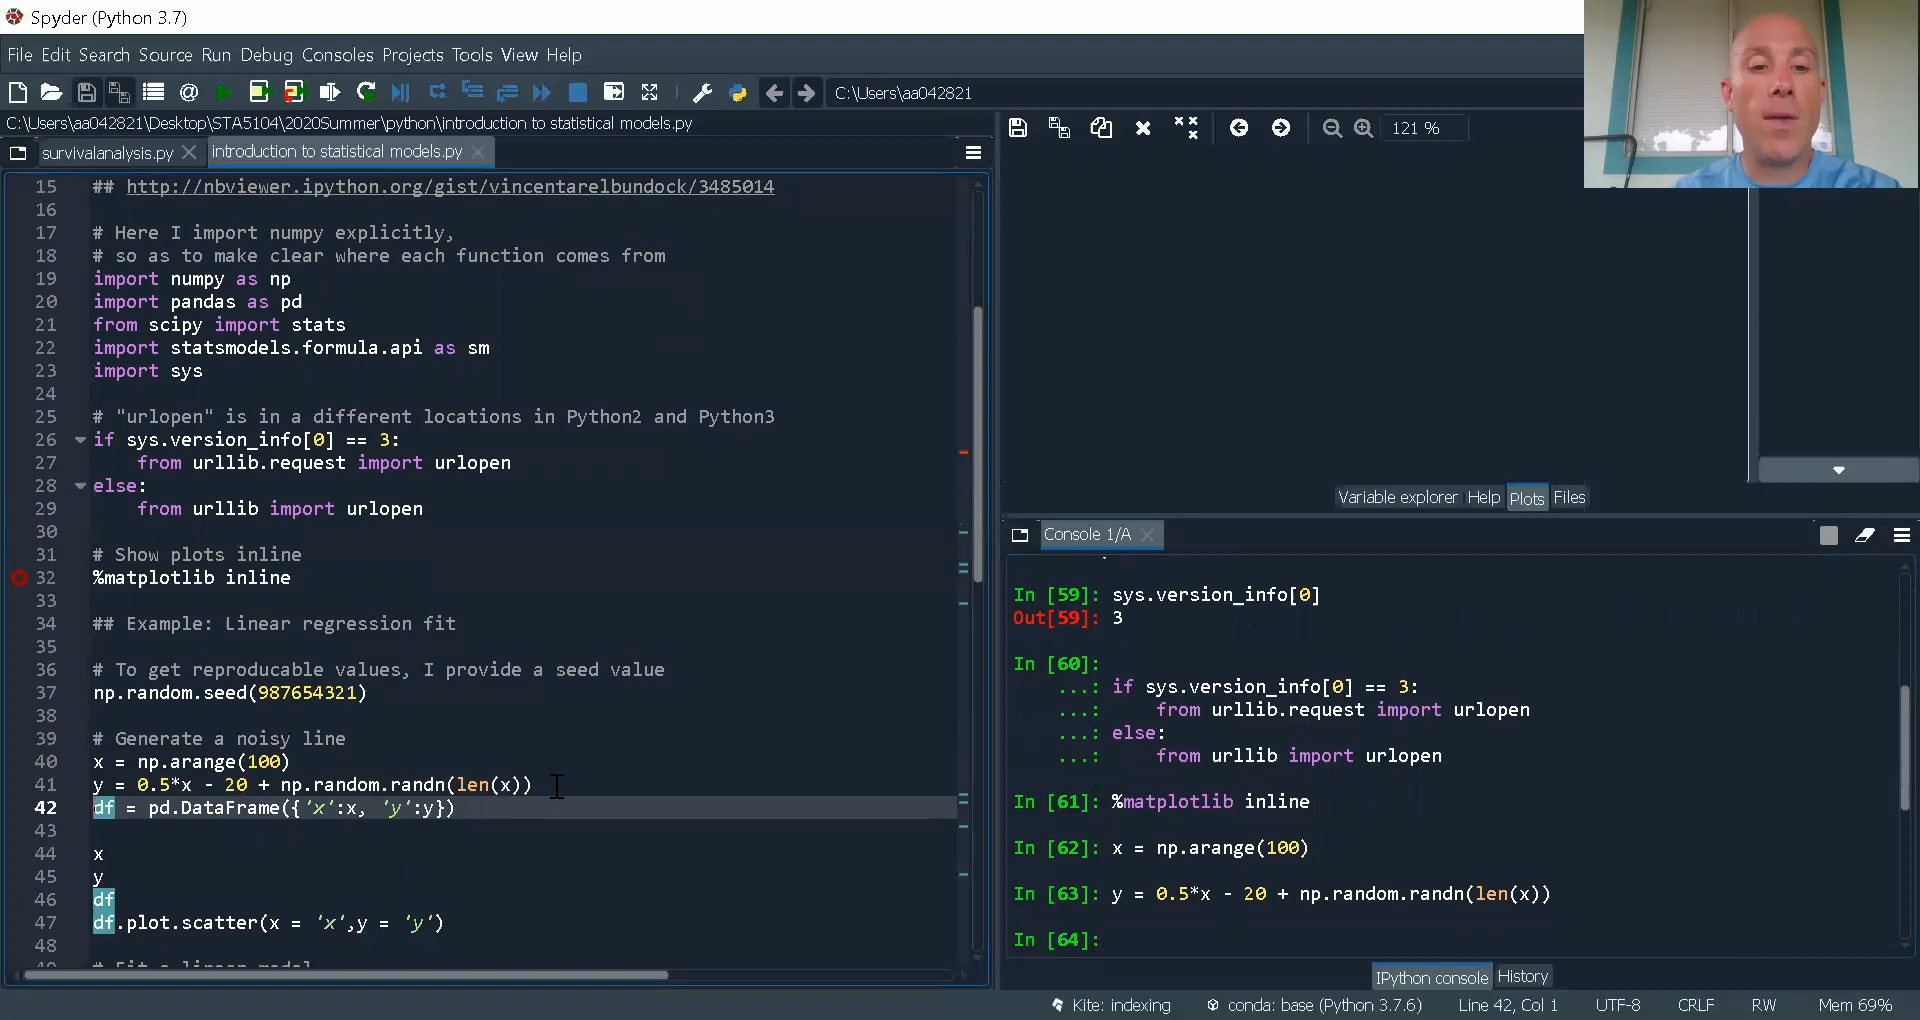 Spyder (Python 3.7)
File Edit Search Source Run Debug Consoles Projects Tools View Help
C:\Users\aa042821
C:\Users\aa042821\Desktop\STA5104\2020Summer\python\introduction to statistical models.py
survivalanalysis.py
introduction to statistical models.py
15 ## http://nbviewer.ipython.org/gist/vincentarelbundock/3485014
16
17 # Here I import numpy explicitly,
18 # so as to make clear where each function comes from
19 import numpy as np
20 import pandas as pd
21 from scipy import stats
22 import statsmodels.formula.api as sm
23 import sys
24
25 # "urlopen" is in a different locations in Python2 and Python3
26 if sys.version_info[0] == 3:
27     from urllib.request import urlopen
28 else:
29     from urllib import urlopen
30
31 # Show plots inline
32 %matplotlib inline
33
34 ## Example: Linear regression fit
35
36 # To get reproducable values, I provide a seed value
37 np.random.seed(987654321)
38
39 # Generate a noisy line
40 x = np.arange(100)
41 y = 0.5*x - 20 + np.random.randn(len(x))
42 df = pd.DataFrame({'x':x, 'y':y})
43
44 x
45 y
46 df
47 df.plot.scatter(x = 'x',y = 'y')
48
121 %
Variable explorer Help Plots Files
Console 1/A
In [59]: sys.version_info[0]
Out[59]: 3
In [60]:
...: if sys.version_info[0] == 3:
...:     from urllib.request import urlopen
...: else:
...:     from urllib import urlopen
In [61]: %matplotlib inline
In [62]: x = np.arange(100)
In [63]: y = 0.5*x - 20 + np.random.randn(len(x))
In [64]:
IPython console History
Kite: indexing conda: base (Python 3.7.6) Line 42, Col 1 UTF-8 CRLF RW Mem 69%